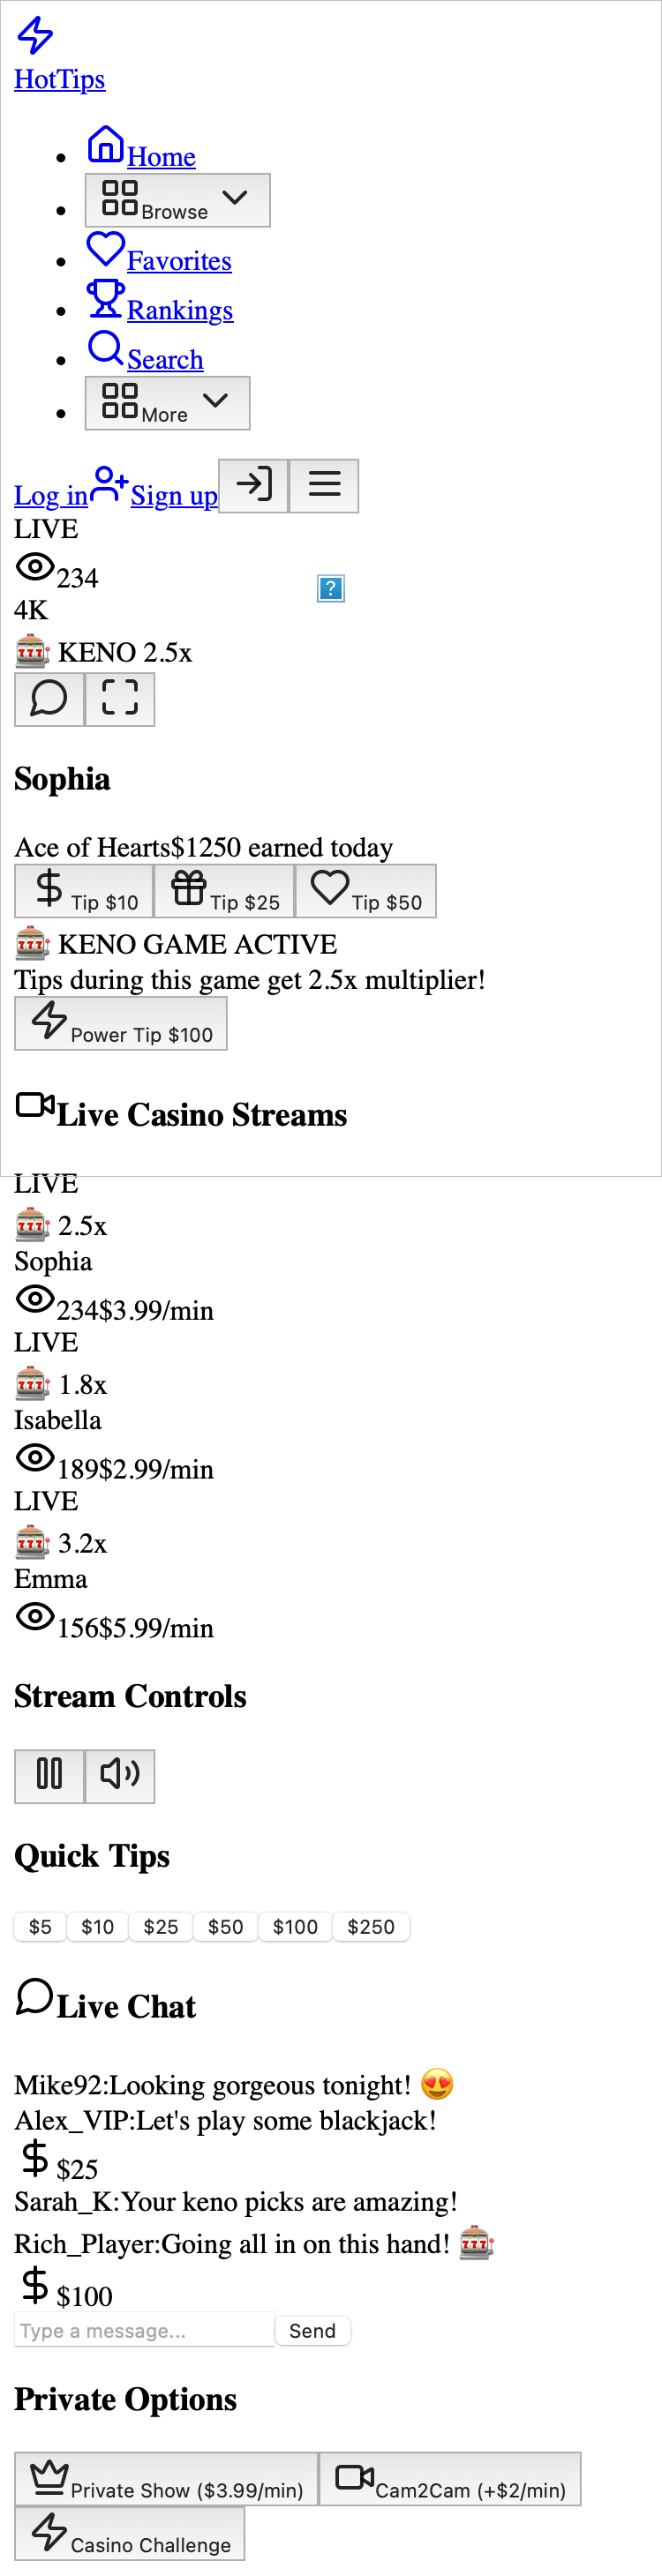 HotTips
Home
Browse
Favorites
Rankings
Search
More
Log in Sign up
LIVE
234
4K
🎰 KENO 2.5x
Sophia
Ace of Hearts$1250 earned today
Tip $10 Tip $25 Tip $50
🎰 KENO GAME ACTIVE
Tips during this game get 2.5x multiplier!
Power Tip $100
Live Casino Streams
LIVE
🎰 2.5x
Sophia
234$3.99/min
LIVE
🎰 1.8x
Isabella
189$2.99/min
LIVE
🎰 3.2x
Emma
156$5.99/min
Stream Controls
Quick Tips
$5 $10 $25 $50 $100 $250
Live Chat
Mike92:Looking gorgeous tonight! 😍
Alex_VIP:Let's play some blackjack!
$25
Sarah_K:Your keno picks are amazing!
Rich_Player:Going all in on this hand! 🎰
$100
Type a message... Send
Private Options
Private Show ($3.99/min) Cam2Cam (+$2/min)
Casino Challenge